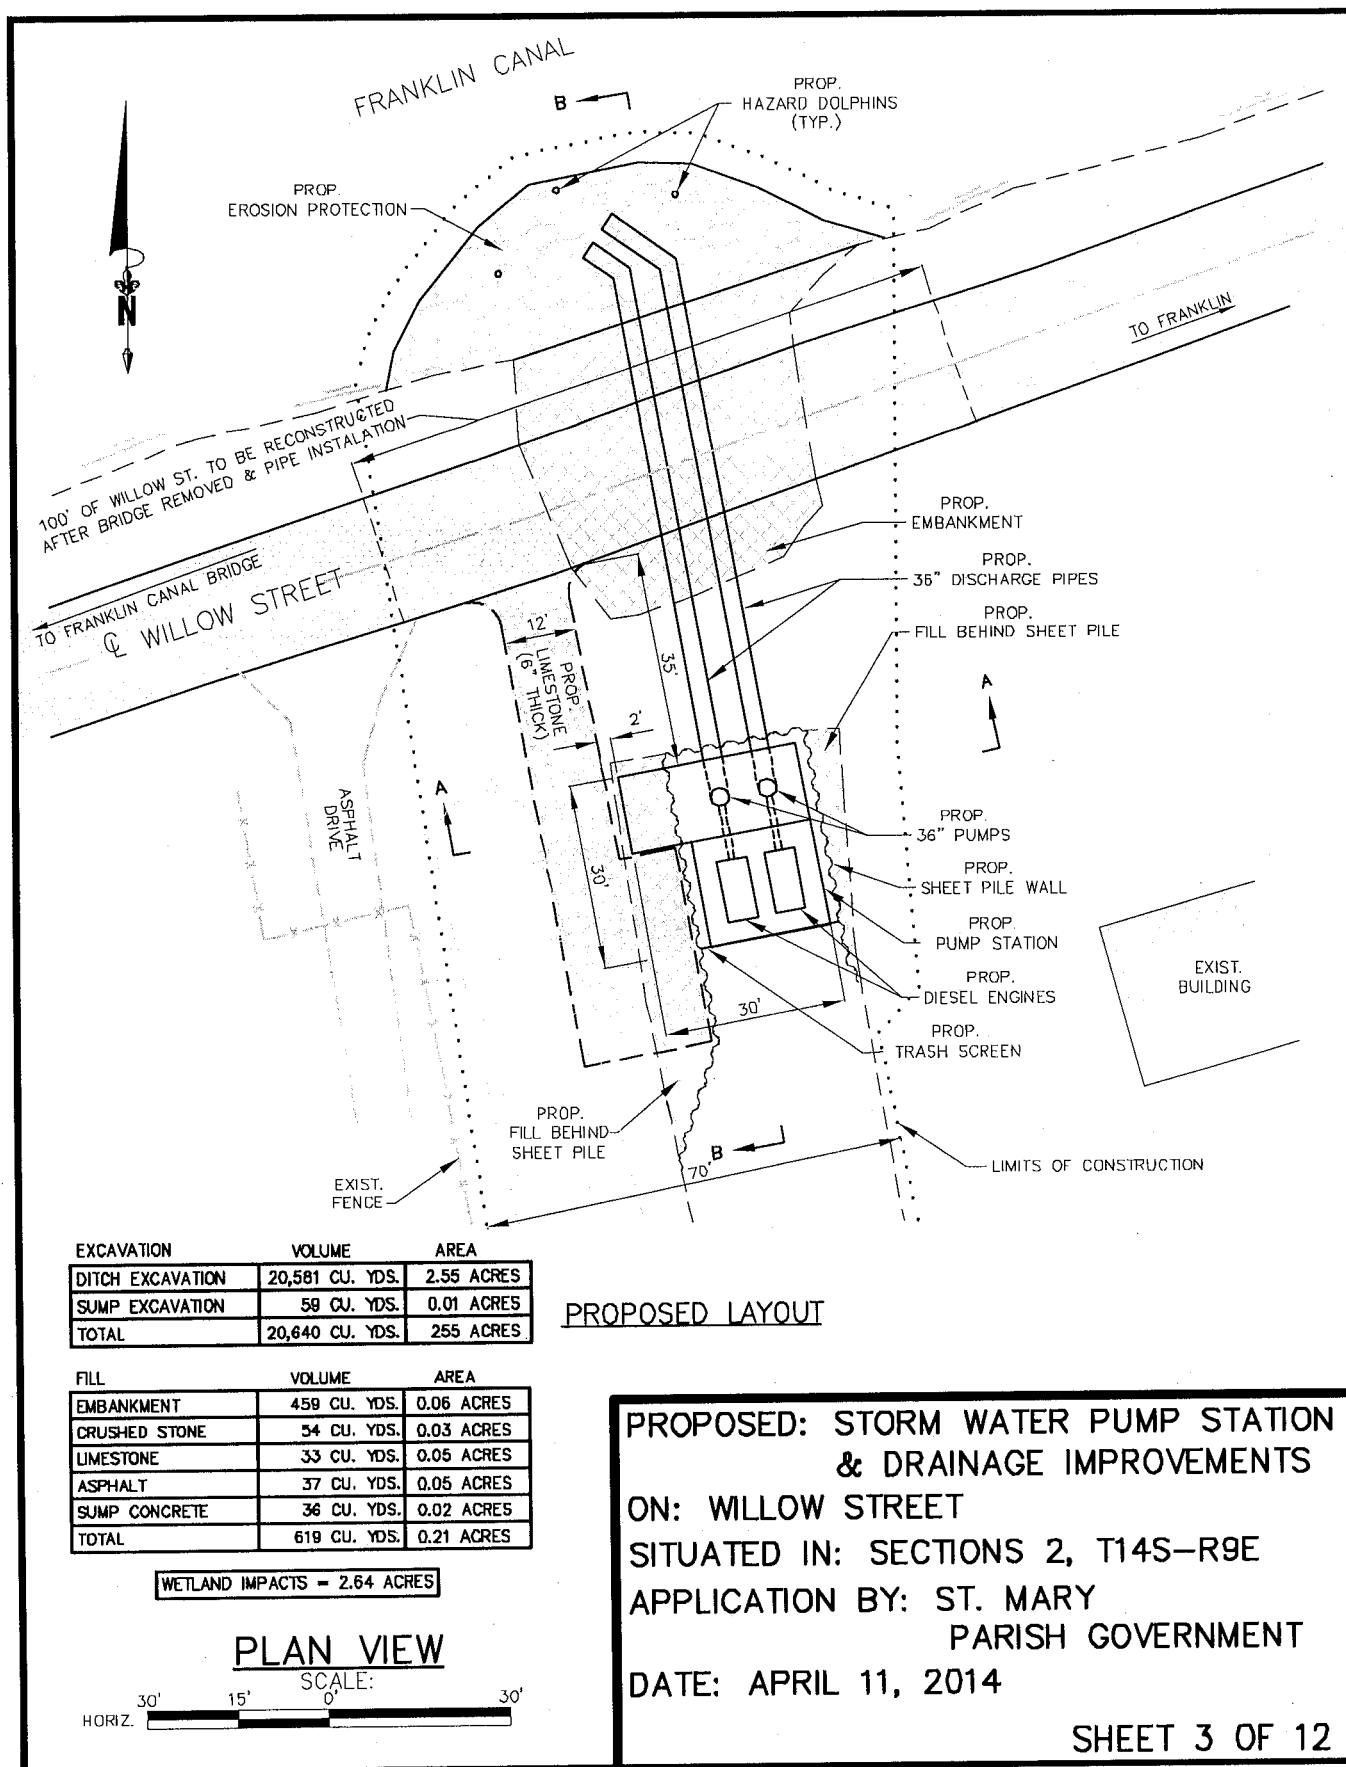 FRANKLIN CANAL
B
PROP.
HAZARD DOLPHINS
(TYP.)
PROP.
EROSION PROTECTION
N
TO FRANKLIN
100' OF WILLOW ST. TO BE RECONSTRUCTED
AFTER BRIDGE REMOVED & PIPE INSTALATION
TO FRANKLIN CANAL BRIDGE
℄ WILLOW STREET
PROP.
EMBANKMENT
PROP.
36" DISCHARGE PIPES
PROP.
FILL BEHIND SHEET PILE
12'
PROP.
LIMESTONE
(6" THICK)
35'
2'
A
A
ASPHALT
DRIVE
30'
PROP.
36" PUMPS
PROP.
SHEET PILE WALL
PROP.
PUMP STATION
PROP.
DIESEL ENGINES
30'
PROP.
TRASH SCREEN
EXIST.
BUILDING
PROP.
FILL BEHIND
SHEET PILE
B
70'
LIMITS OF CONSTRUCTION
EXIST.
FENCE
EXCAVATION VOLUME AREA
DITCH EXCAVATION 20,581 CU. YDS. 2.55 ACRES
SUMP EXCAVATION 59 CU. YDS. 0.01 ACRES
TOTAL 20,640 CU. YDS. 255 ACRES
PROPOSED LAYOUT
FILL VOLUME AREA
EMBANKMENT 459 CU. YDS. 0.06 ACRES
CRUSHED STONE 54 CU. YDS. 0.03 ACRES
LIMESTONE 33 CU. YDS. 0.05 ACRES
ASPHALT 37 CU. YDS. 0.05 ACRES
SUMP CONCRETE 36 CU. YDS. 0.02 ACRES
TOTAL 619 CU. YDS. 0.21 ACRES
WETLAND IMPACTS = 2.64 ACRES
PLAN VIEW
SCALE:
30' 15' 0' 30'
HORIZ.
PROPOSED: STORM WATER PUMP STATION
& DRAINAGE IMPROVEMENTS
ON: WILLOW STREET
SITUATED IN: SECTIONS 2, T14S-R9E
APPLICATION BY: ST. MARY
PARISH GOVERNMENT
DATE: APRIL 11, 2014
SHEET 3 OF 12